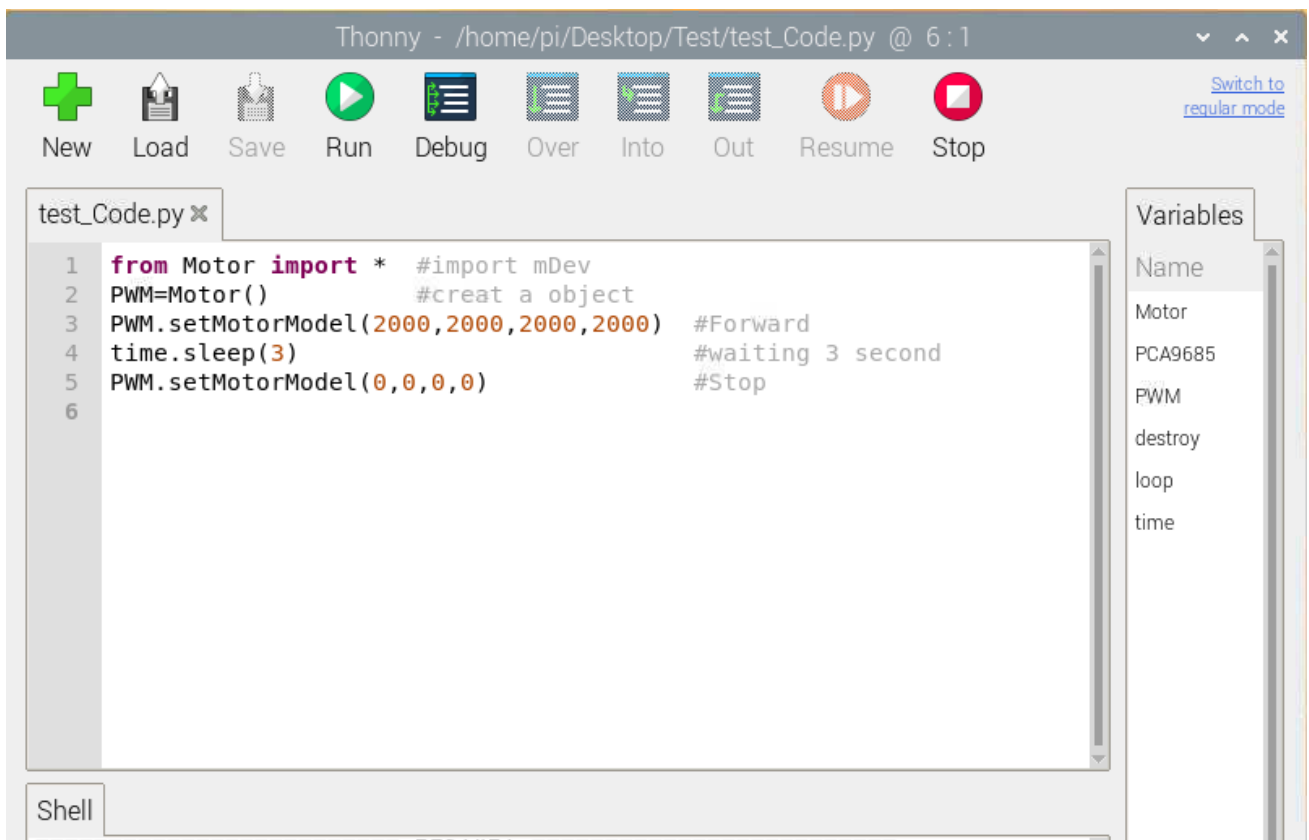 Thonny - /home/pi/Desktop/Test/test_Code.py @ 6:1
Switch to
regular mode
New Load Save Run Debug Over Into Out Resume Stop
test_Code.py
1 from Motor import * #import mDev
2 PWM=Motor() #creat a object
3 PWM.setMotorModel(2000,2000,2000,2000) #Forward
4 time.sleep(3) #waiting 3 second
5 PWM.setMotorModel(0,0,0,0) #Stop
6
Variables
Name
Motor
PCA9685
PWM
destroy
loop
time
Shell